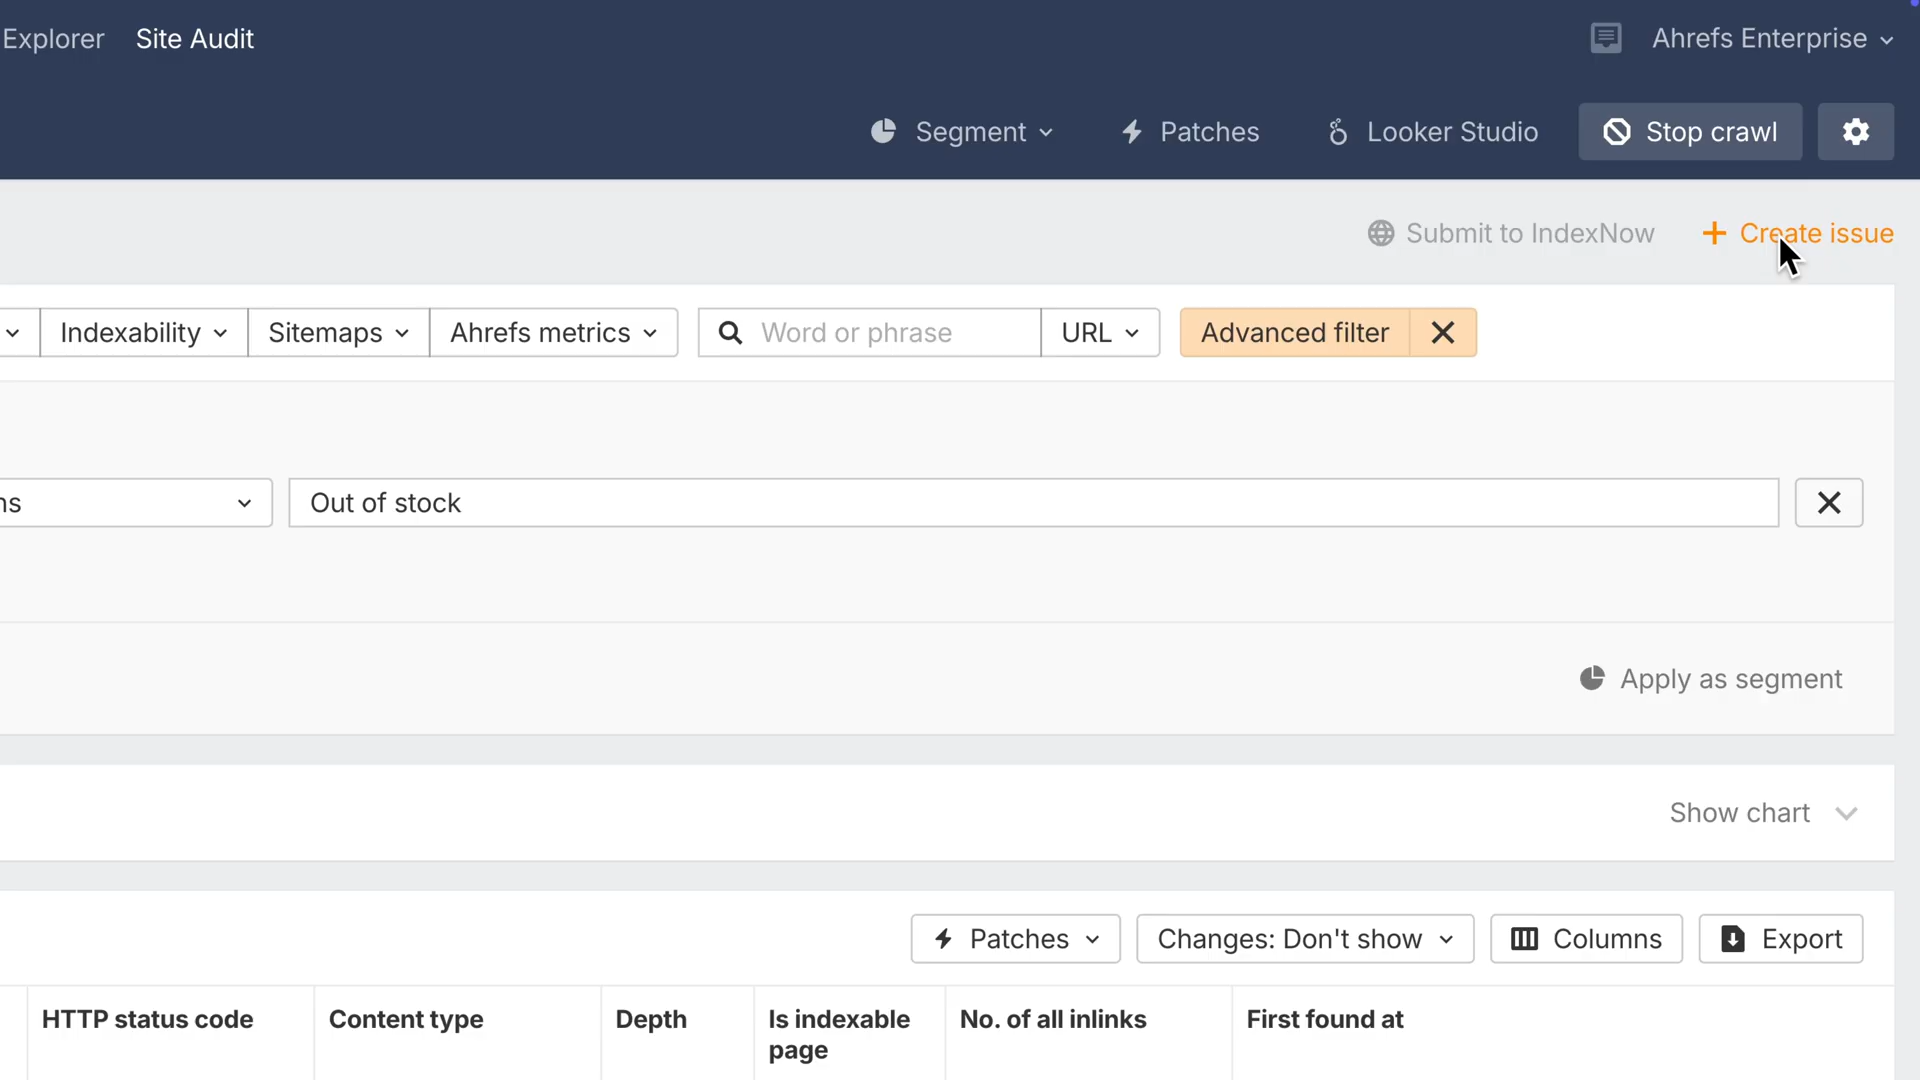 Explorer Site Audit Ahrefs Enterprise
Segment Patches Looker Studio Stop crawl
Submit to IndexNow + Create issue
Indexability Sitemaps Ahrefs metrics Word or phrase URL Advanced filter
ns Out of stock
Apply as segment
Show chart
Patches Changes: Don't show Columns Export
HTTP status code Content type Depth Is indexable page No. of all inlinks First found at